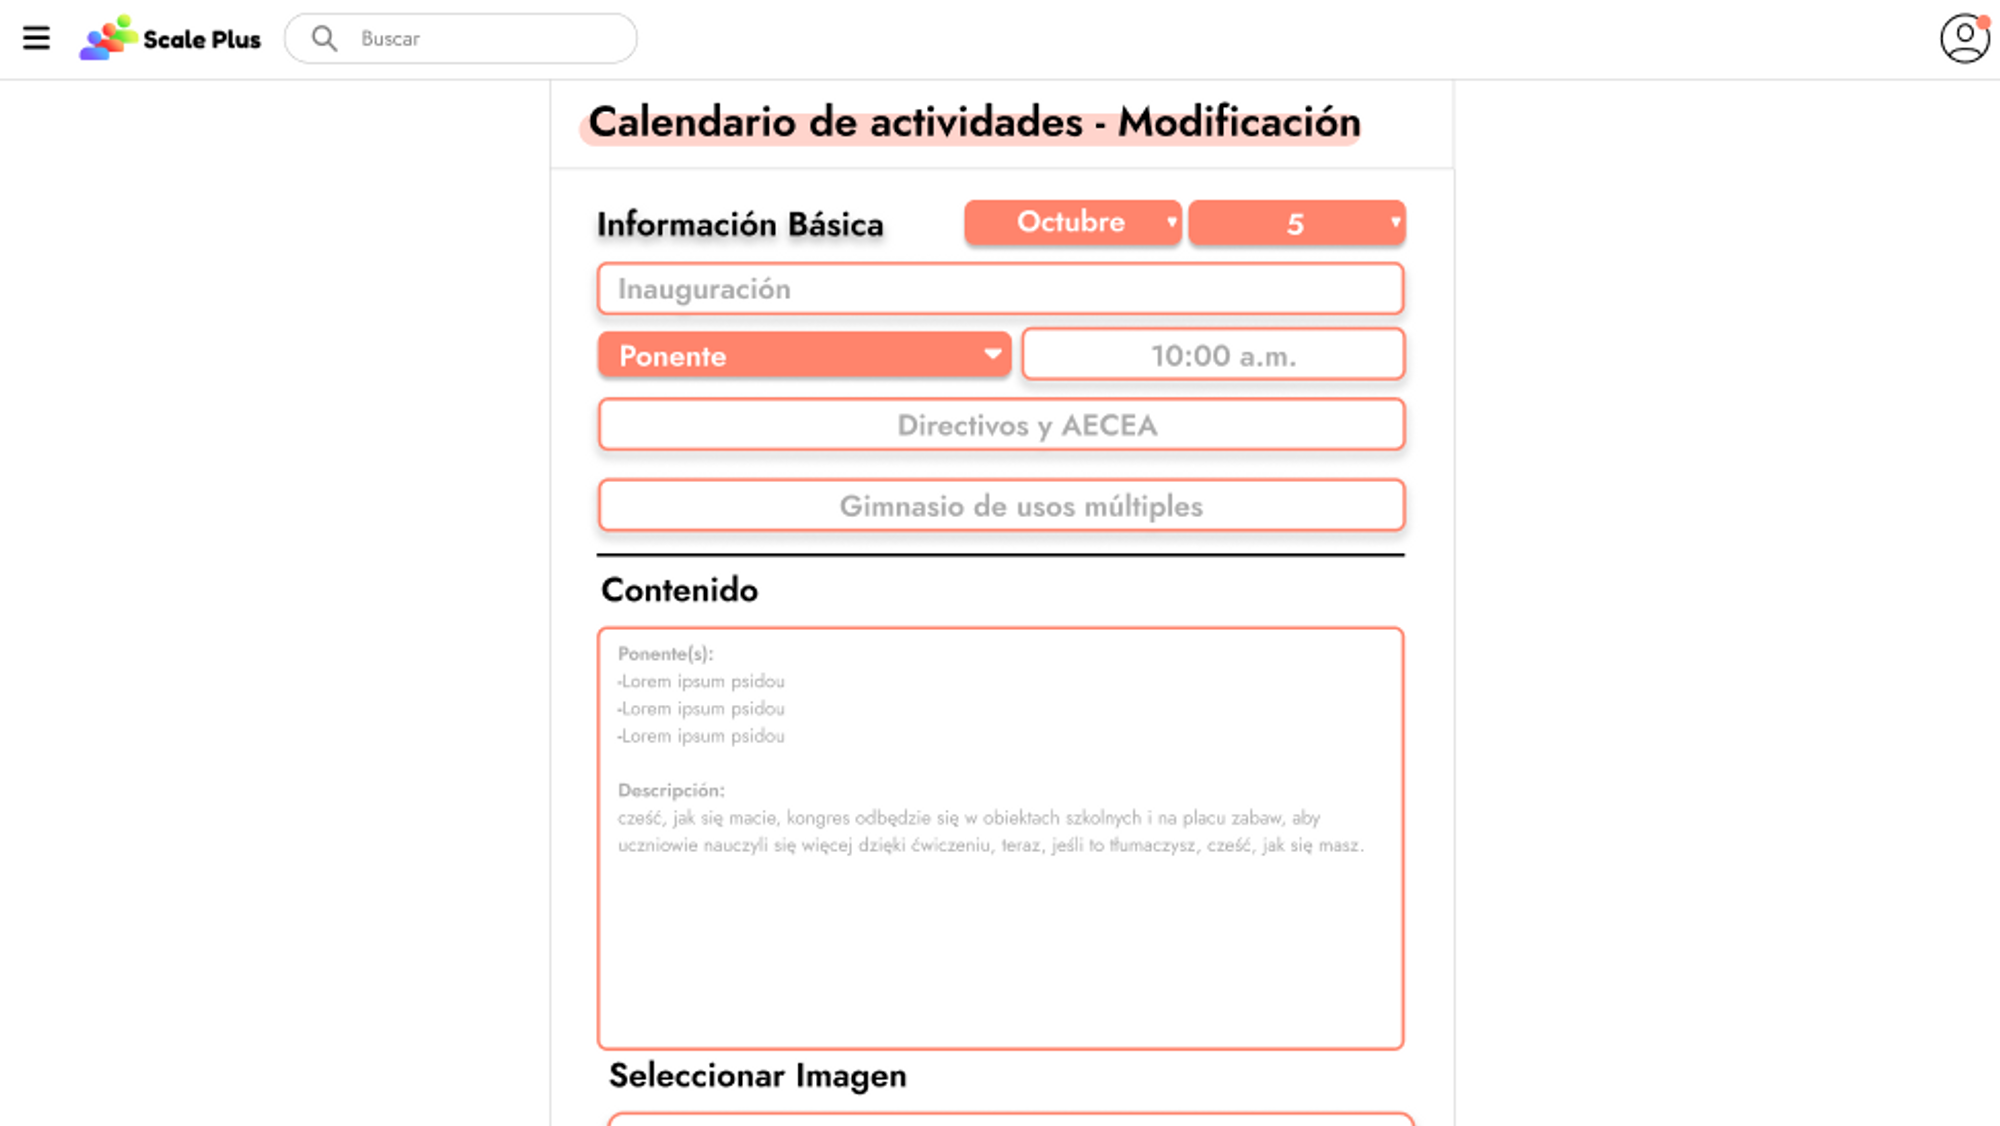 Scale Plus
Buscar
Calendario de actividades - Modificación
Información Básica
Octubre
5
Inauguración
Ponente
10:00 a.m.
Directivos y AECEA
Gimnasio de usos múltiples
Contenido
Ponente(s):
-Lorem ipsum psidou
-Lorem ipsum psidou
-Lorem ipsum psidou
Descripción:
cześć, jak się macie, kongres odbędzie się w obiektach szkolnych i na placu zabaw, aby
uczniowie nauczyli się więcej dzięki ćwiczeniu, teraz, jeśli to tłumaczysz, cześć, jak się masz.
Seleccionar Imagen